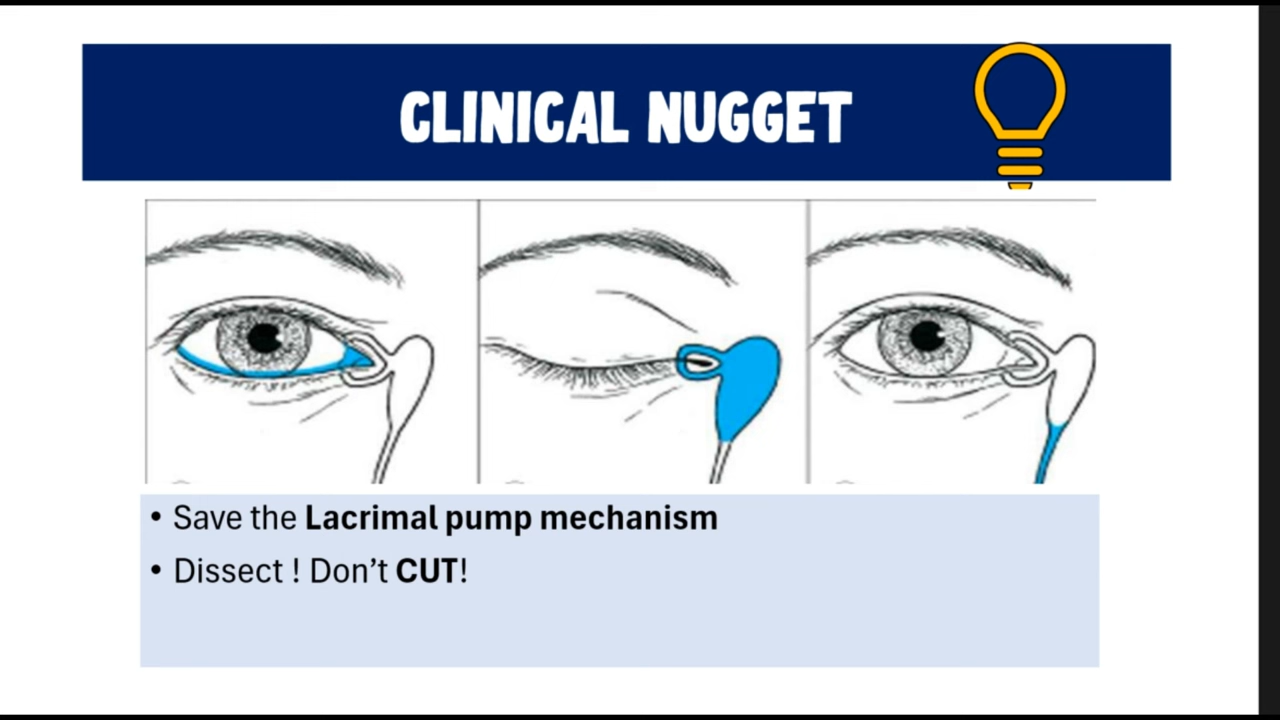 CLINICAL NUGGET
• Save the Lacrimal pump mechanism
• Dissect ! Don’t CUT!